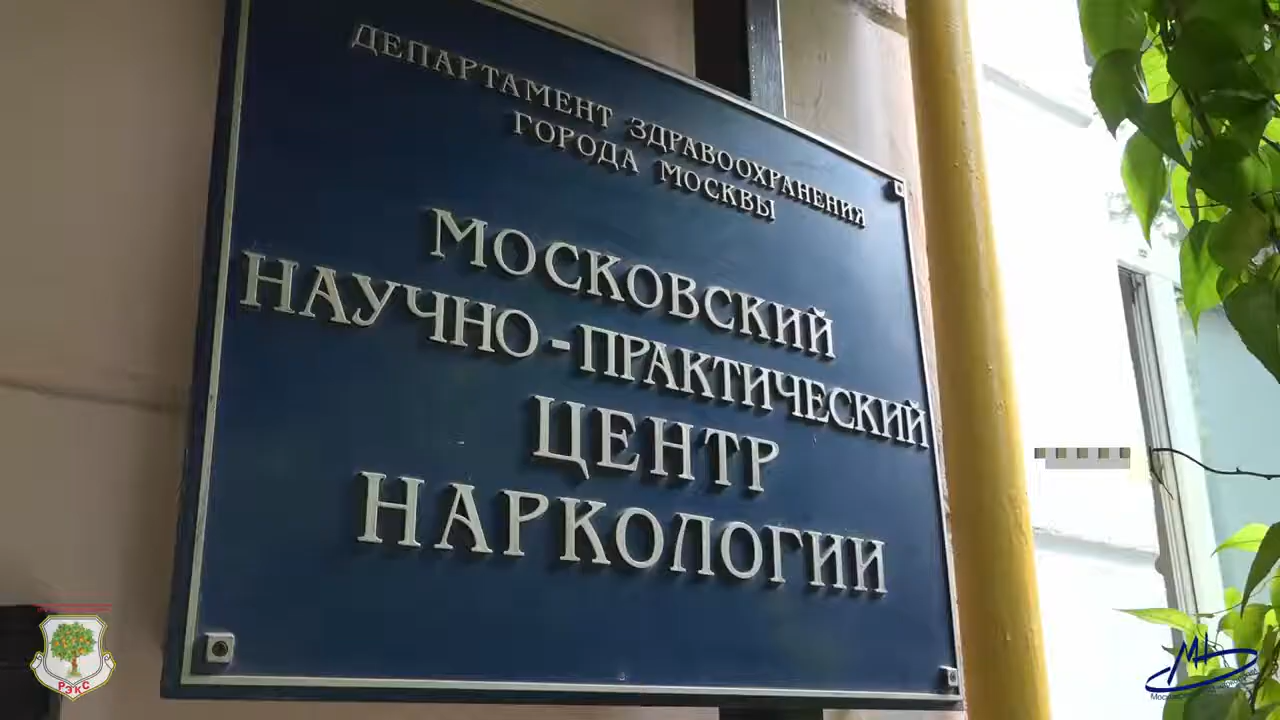 ДЕПАРТАМЕНТ ЗДРАВООХРАНЕНИЯ
ГОРОДА МОСКВЫ
МОСКОВСКИЙ
НАУЧНО-ПРАКТИЧЕСКИЙ
ЦЕНТР
НАРКОЛОГИИ
РЭКС